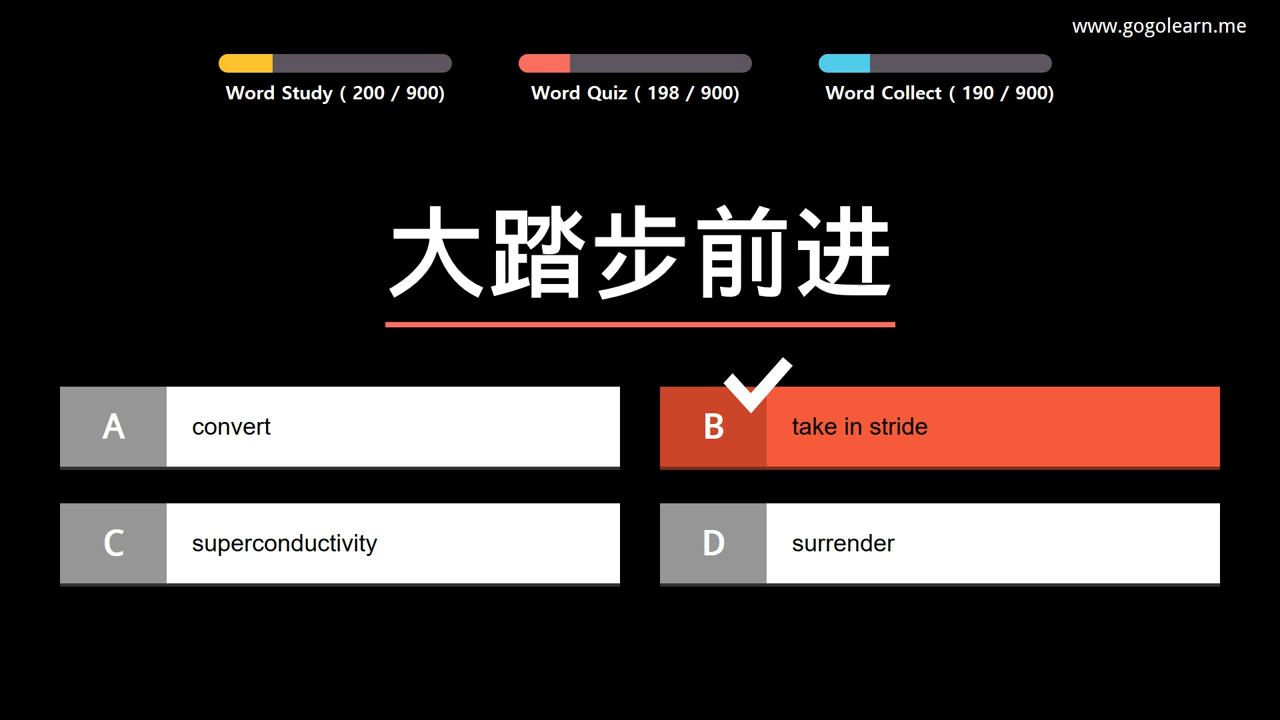 www.gogolearn.me
Word Study ( 200 / 900)
Word Quiz ( 198 / 900)
Word Collect ( 190 / 900)
大踏步前进
A
convert
B
take in stride
C
superconductivity
D
surrender